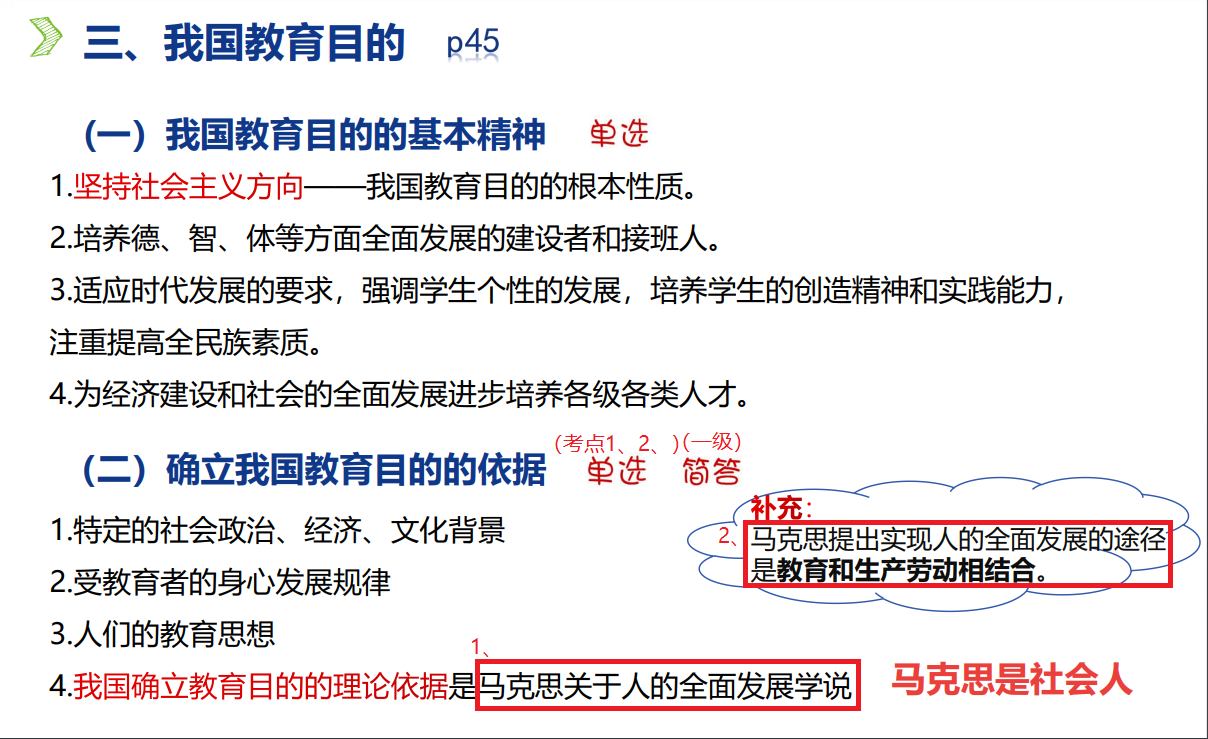 三、我国教育目的 p45
（一）我国教育目的的基本精神 单选
1.坚持社会主义方向——我国教育目的的根本性质。
2.培养德、智、体等方面全面发展的建设者和接班人。
3.适应时代发展的要求，强调学生个性的发展，培养学生的创造精神和实践能力，
注重提高全民族素质。
4.为经济建设和社会的全面发展进步培养各级各类人才。
（考点1、2、）（一级）
（二）确立我国教育目的的依据 单选 简答
1.特定的社会政治、经济、文化背景
2.受教育者的身心发展规律
3.人们的教育思想
1、
4.我国确立教育目的的理论依据是马克思关于人的全面发展学说
补充：
2、马克思提出实现人的全面发展的途径
是教育和生产劳动相结合。
马克思是社会人